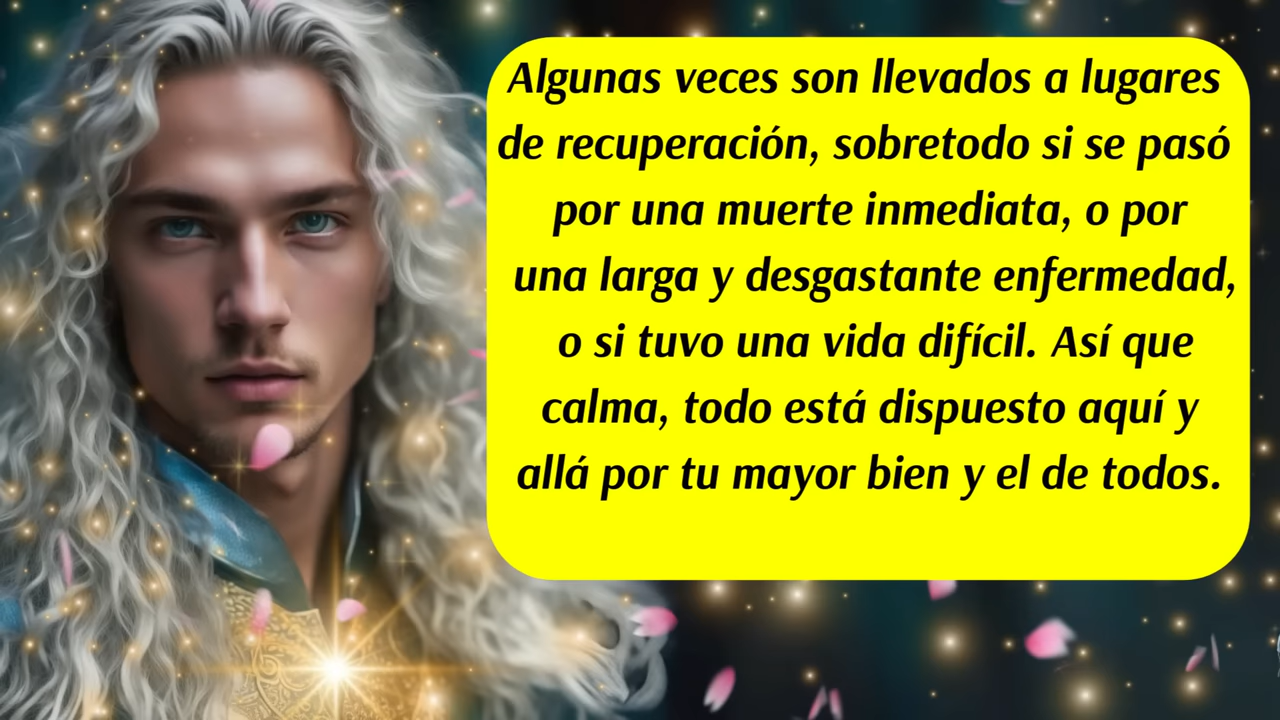 Algunas veces son llevados a lugares
de recuperación, sobretodo si se pasó
por una muerte inmediata, o por
una larga y desgastante enfermedad,
o si tuvo una vida difícil. Así que
calma, todo está dispuesto aquí y
allá por tu mayor bien y el de todos.